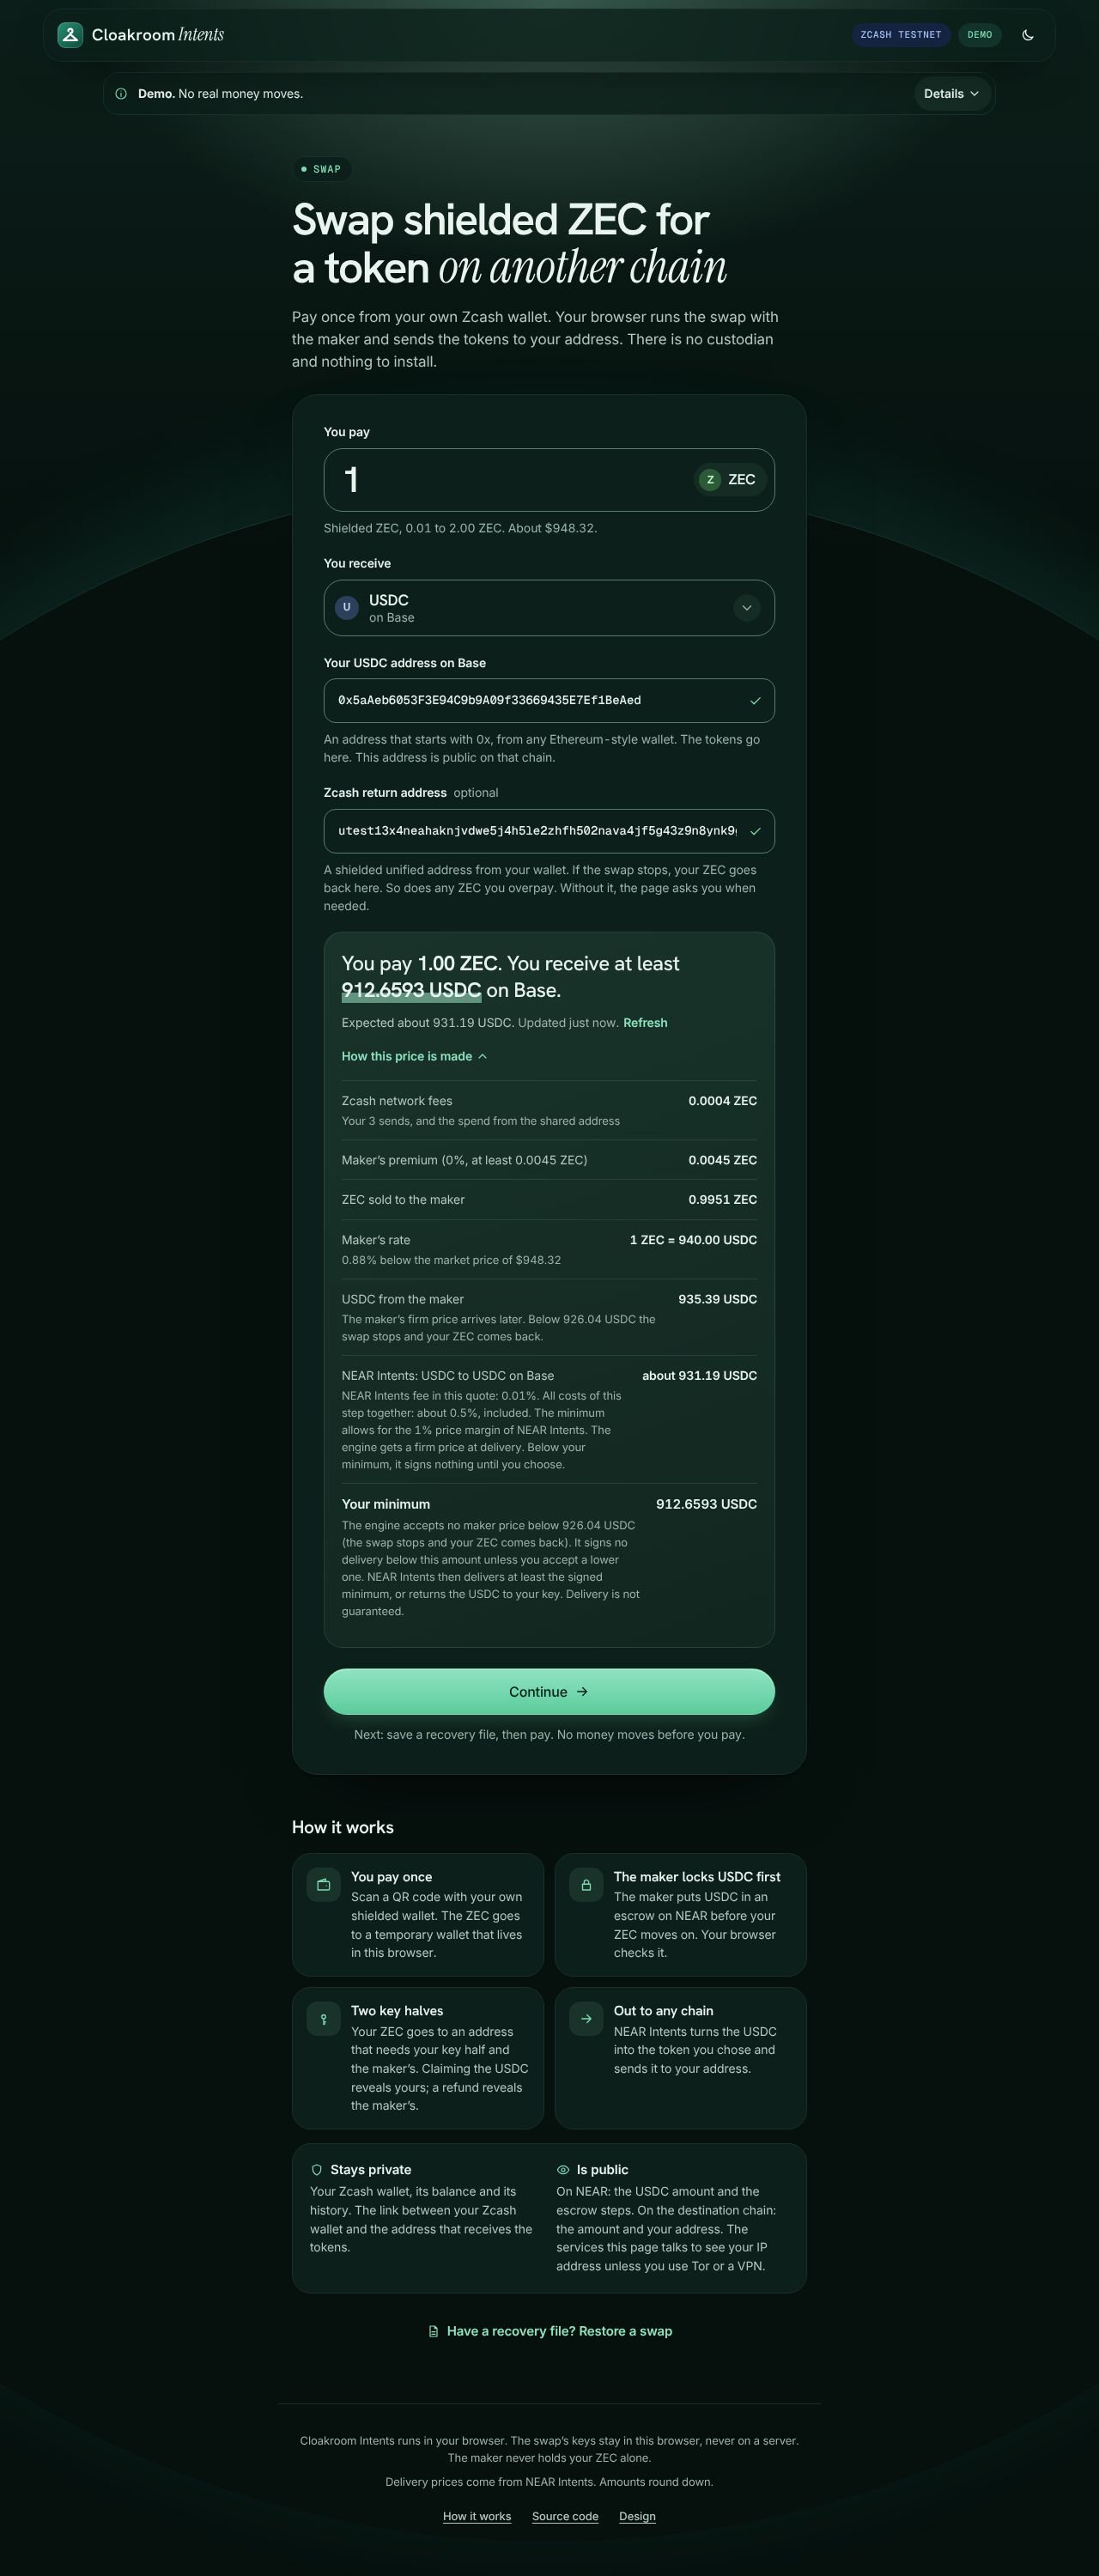 Cloakroom Intents
ZCASH TESTNET
DEMO
Demo. No real money moves.
Details
SWAP
Swap shielded ZEC for
a token on another chain
Pay once from your own Zcash wallet. Your browser runs the swap with
the maker and sends the tokens to your address. There is no custodian
and nothing to install.
You pay
1
Z ZEC
Shielded ZEC, 0.01 to 2.00 ZEC. About $948.32.
You receive
U
USDC
on Base
Your USDC address on Base
0x5aAeb6053F3E94C9b9A09f33669435E7Ef1BeAed
An address that starts with 0x, from any Ethereum-style wallet. The tokens go
here. This address is public on that chain.
Zcash return address optional
utest13x4neahaknjvdwe5j4h5le2zhfh502nava4jf5g43z9n8ynk9
A shielded unified address from your wallet. If the swap stops, your ZEC goes
back here. So does any ZEC you overpay. Without it, the page asks you when
needed.
You pay 1.00 ZEC. You receive at least
912.6593 USDC on Base.
Expected about 931.19 USDC. Updated just now. Refresh
How this price is made
Zcash network fees 0.0004 ZEC
Your 3 sends, and the spend from the shared address
Maker’s premium (0%, at least 0.0045 ZEC) 0.0045 ZEC
ZEC sold to the maker 0.9951 ZEC
Maker’s rate 1 ZEC = 940.00 USDC
0.88% below the market price of $948.32
USDC from the maker 935.39 USDC
The maker’s firm price arrives later. Below 926.04 USDC the
swap stops and your ZEC comes back.
NEAR Intents: USDC to USDC on Base about 931.19 USDC
NEAR Intents fee in this quote: 0.01%. All costs of this
step together: about 0.5%, included. The minimum
allows for the 1% price margin of NEAR Intents. The
engine gets a firm price at delivery. Below your
minimum, it signs nothing until you choose.
Your minimum 912.6593 USDC
The engine accepts no maker price below 926.04 USDC
(the swap stops and your ZEC comes back). It signs no
delivery below this amount unless you accept a lower
one. NEAR Intents then delivers at least the signed
minimum, or returns the USDC to your key. Delivery is not
guaranteed.
Continue
Next: save a recovery file, then pay. No money moves before you pay.
How it works
You pay once
Scan a QR code with your own
shielded wallet. The ZEC goes
to a temporary wallet that lives
in this browser.
The maker locks USDC first
The maker puts USDC in an
escrow on NEAR before your
ZEC moves on. Your browser
checks it.
Two key halves
Your ZEC goes to an address
that needs your key half and
the maker’s. Claiming the USDC
reveals yours; a refund reveals
the maker’s.
Out to any chain
NEAR Intents turns the USDC
into the token you chose and
sends it to your address.
Stays private
Your Zcash wallet, its balance and its
history. The link between your Zcash
wallet and the address that receives the
tokens.
Is public
On NEAR: the USDC amount and the
escrow steps. On the destination chain:
the amount and your address. The
services this page talks to see your IP
address unless you use Tor or a VPN.
Have a recovery file? Restore a swap
Cloakroom Intents runs in your browser. The swap’s keys stay in this browser, never on a server.
The maker never holds your ZEC alone.
Delivery prices come from NEAR Intents. Amounts round down.
How it works
Source code
Design